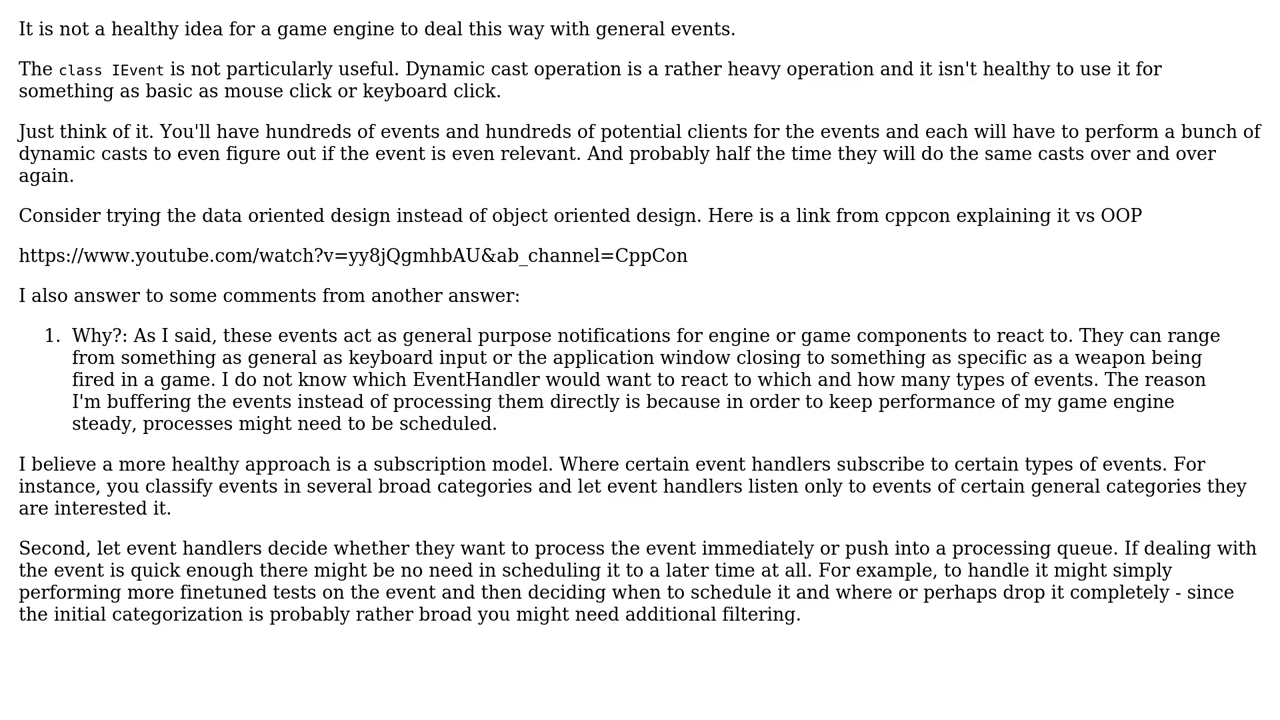 It is not a healthy idea for a game engine to deal this way with general events.
The class IEvent is not particularly useful. Dynamic cast operation is a rather heavy operation and it isn't healthy to use it for
something as basic as mouse click or keyboard click.
Just think of it. You'll have hundreds of events and hundreds of potential clients for the events and each will have to perform a bunch of
dynamic casts to even figure out if the event is even relevant. And probably half the time they will do the same casts over and over
again.
Consider trying the data oriented design instead of object oriented design. Here is a link from cppcon explaining it vs OOP
https://www.youtube.com/watch?v=yy8jQgmhbAU&ab_channel=CppCon
I also answer to some comments from another answer:
1. Why?: As I said, these events act as general purpose notifications for engine or game components to react to. They can range
from something as general as keyboard input or the application window closing to something as specific as a weapon being
fired in a game. I do not know which EventHandler would want to react to which and how many types of events. The reason
I'm buffering the events instead of processing them directly is because in order to keep performance of my game engine
steady, processes might need to be scheduled.
I believe a more healthy approach is a subscription model. Where certain event handlers subscribe to certain types of events. For
instance, you classify events in several broad categories and let event handlers listen only to events of certain general categories they
are interested it.
Second, let event handlers decide whether they want to process the event immediately or push into a processing queue. If dealing with
the event is quick enough there might be no need in scheduling it to a later time at all. For example, to handle it might simply
performing more finetuned tests on the event and then deciding when to schedule it and where or perhaps drop it completely - since
the initial categorization is probably rather broad you might need additional filtering.